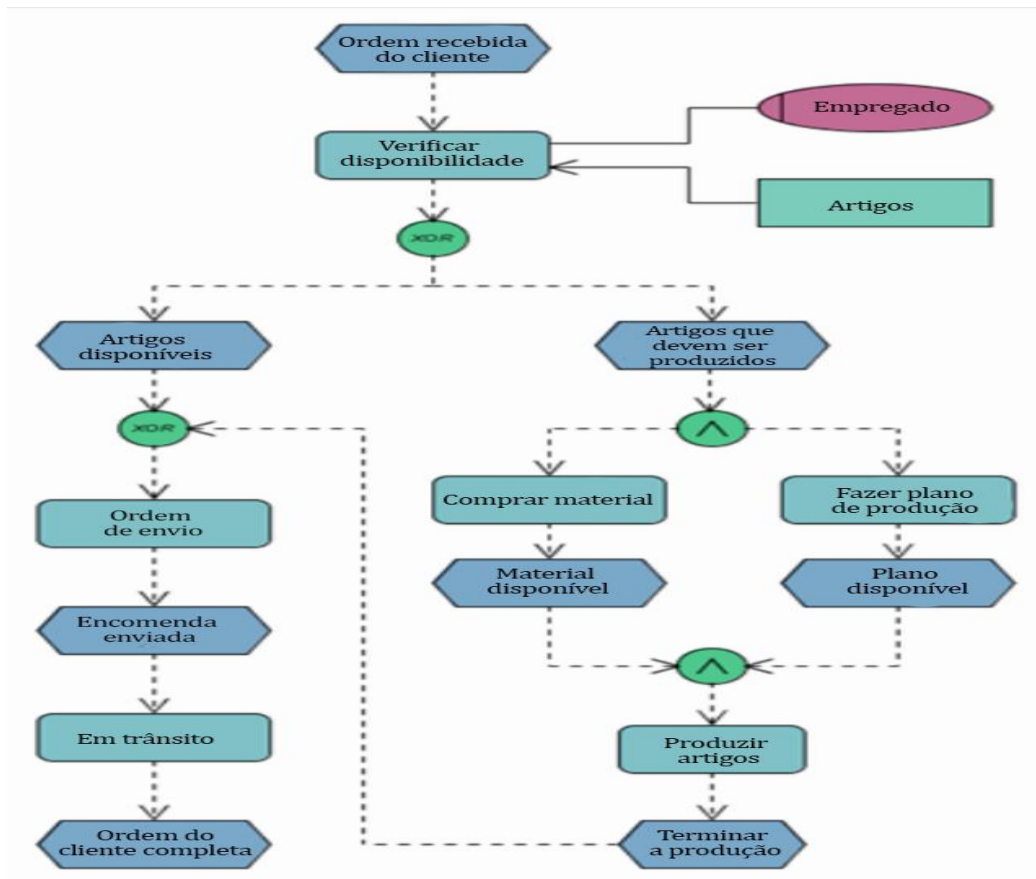 Ordem recebida
do cliente
Empregado
Verificar
disponibilidade
Artigos
XOR
Artigos
disponíveis
Artigos que
devem ser
produzidos
XOR
Λ
Comprar material
Fazer plano
de produção
Ordem
de envio
Material
disponível
Plano
disponível
Encomenda
enviada
Λ
Em trânsito
Produzir
artigos
Ordem do
cliente completa
Terminar
a produção